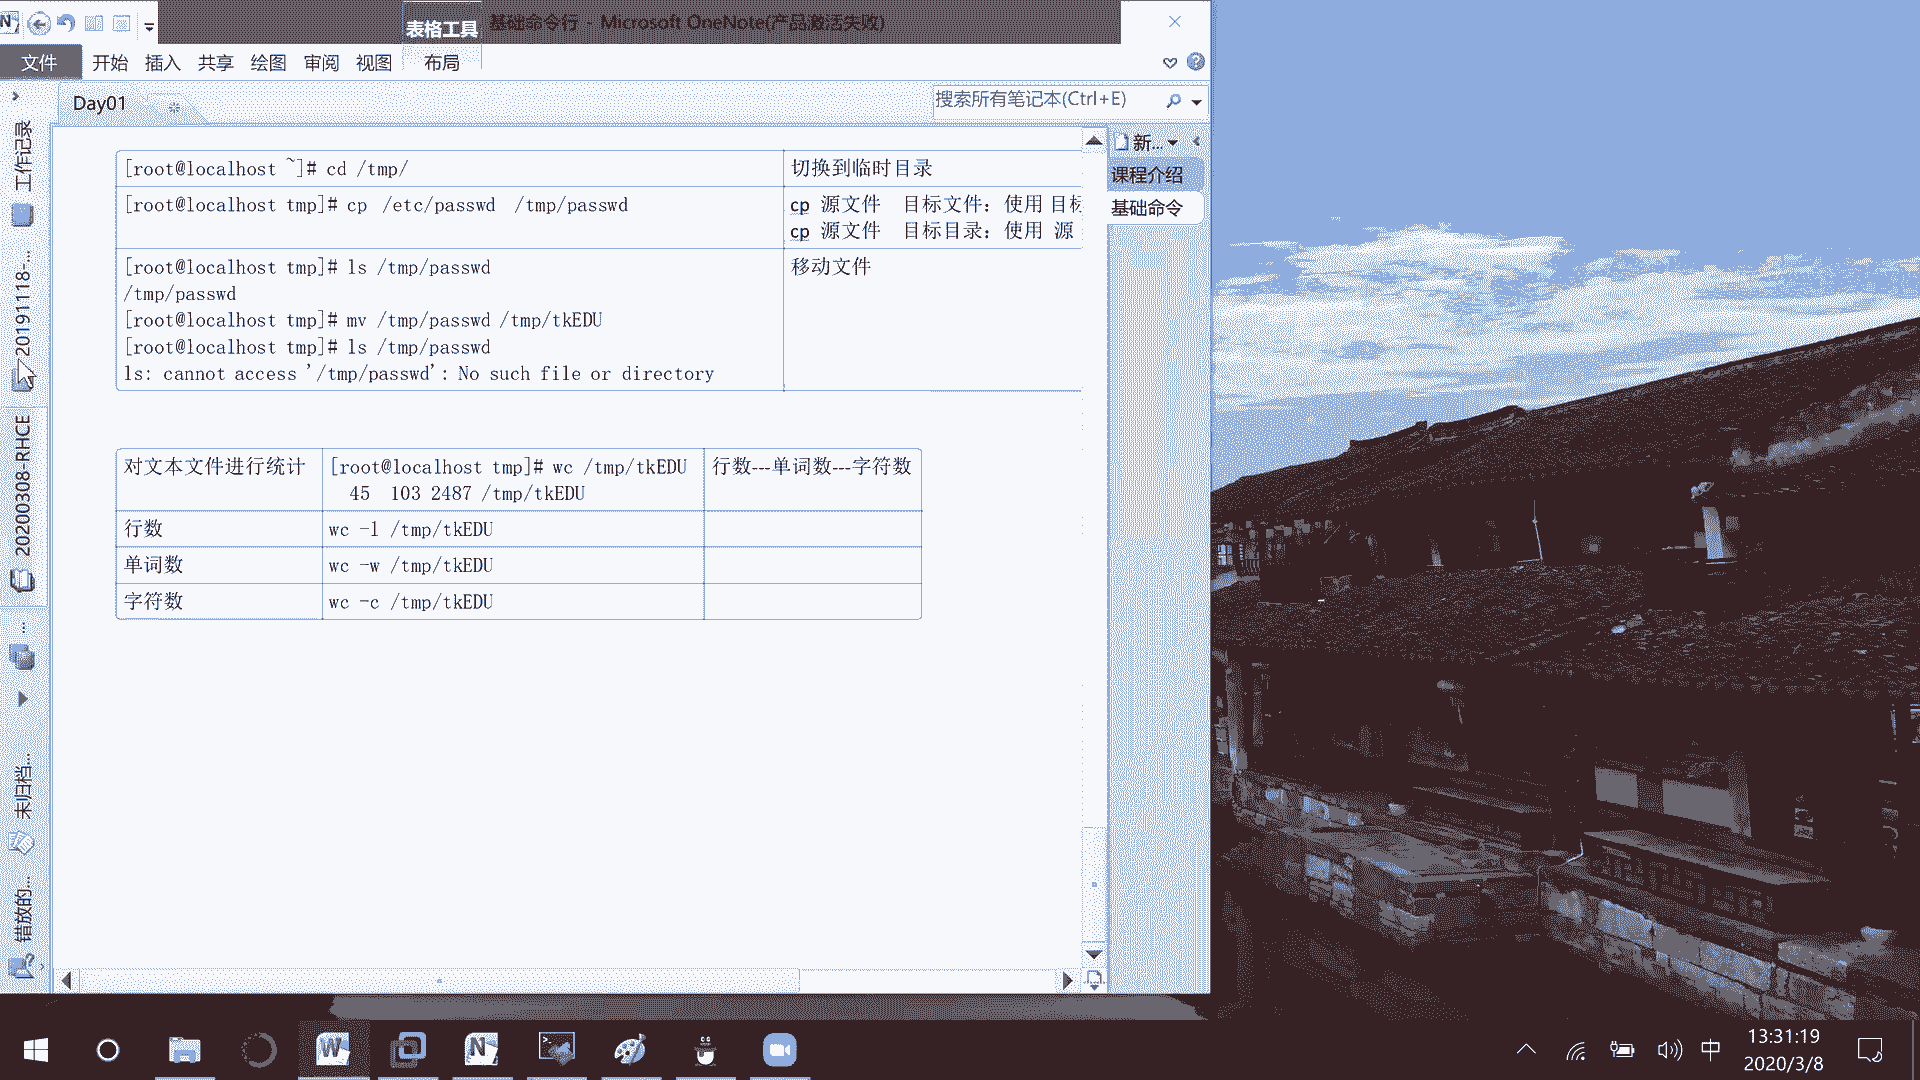 表格工具
基础命令行 - Microsoft OneNote(产品激活失败)
文件 开始 插入 共享 绘图 审阅 视图 布局
Day01
搜索所有笔记本(Ctrl+E)
工作记录
20191118-...
20200308-RHCE
...
未归档...
错放的...
新...
课程介绍
基础命令
[root@localhost ~]# cd /tmp/ 切换到临时目录
[root@localhost tmp]# cp /etc/passwd /tmp/passwd cp 源文件 目标文件：使用 目标
cp 源文件 目标目录：使用 源
[root@localhost tmp]# ls /tmp/passwd 移动文件
/tmp/passwd
[root@localhost tmp]# mv /tmp/passwd /tmp/tkEDU
[root@localhost tmp]# ls /tmp/passwd
ls: cannot access '/tmp/passwd': No such file or directory
对文本文件进行统计 [root@localhost tmp]# wc /tmp/tkEDU 行数---单词数---字符数
45 103 2487 /tmp/tkEDU
行数 wc -l /tmp/tkEDU
单词数 wc -w /tmp/tkEDU
字符数 wc -c /tmp/tkEDU
中
13:31:19
2020/3/8